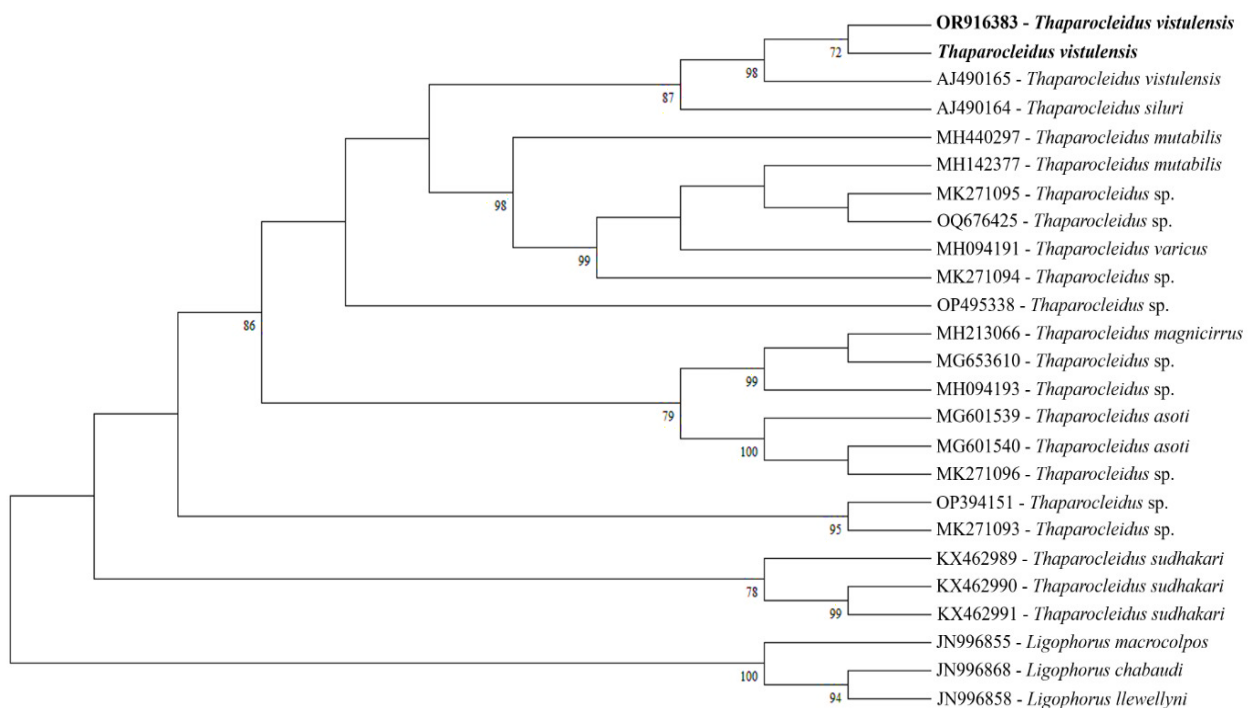 OR916383 - Thaparocleidus vistulensis
Thaparocleidus vistulensis
72
98
AJ490165 - Thaparocleidus vistulensis
87
AJ490164 - Thaparocleidus siluri
MH440297 - Thaparocleidus mutabilis
MH142377 - Thaparocleidus mutabilis
MK271095 - Thaparocleidus sp.
98
OQ676425 - Thaparocleidus sp.
MH094191 - Thaparocleidus varicus
99
MK271094 - Thaparocleidus sp.
OP495338 - Thaparocleidus sp.
86
MH213066 - Thaparocleidus magnicirrus
MG653610 - Thaparocleidus sp.
99
MH094193 - Thaparocleidus sp.
79
MG601539 - Thaparocleidus asoti
100
MG601540 - Thaparocleidus asoti
MK271096 - Thaparocleidus sp.
OP394151 - Thaparocleidus sp.
95
MK271093 - Thaparocleidus sp.
KX462989 - Thaparocleidus sudhakari
78
KX462990 - Thaparocleidus sudhakari
99
KX462991 - Thaparocleidus sudhakari
JN996855 - Ligophorus macrocolpos
100
JN996868 - Ligophorus chabaudi
94
JN996858 - Ligophorus llewellyni